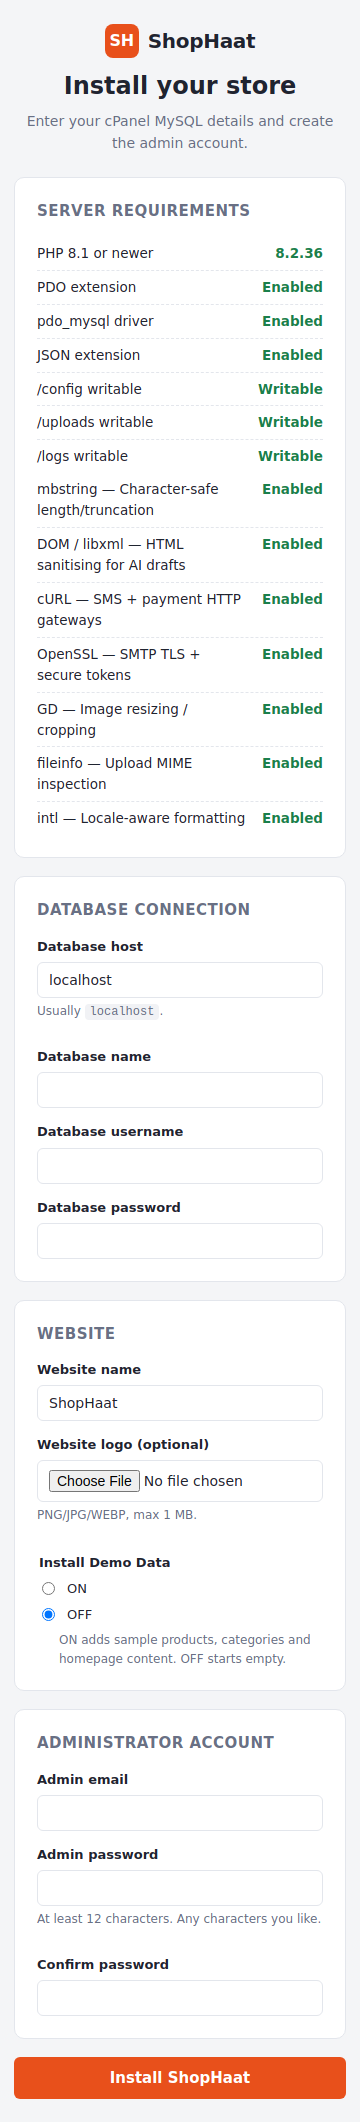 SH ShopHaat
Install your store
Enter your cPanel MySQL details and create
the admin account.
SERVER REQUIREMENTS
PHP 8.1 or newer 8.2.36
PDO extension Enabled
pdo_mysql driver Enabled
JSON extension Enabled
/config writable Writable
/uploads writable Writable
/logs writable Writable
mbstring — Character-safe Enabled
length/truncation
DOM / libxml — HTML Enabled
sanitising for AI drafts
cURL — SMS + payment HTTP Enabled
gateways
OpenSSL — SMTP TLS + Enabled
secure tokens
GD — Image resizing / Enabled
cropping
fileinfo — Upload MIME Enabled
inspection
intl — Locale-aware formatting Enabled
DATABASE CONNECTION
Database host
localhost
Usually localhost.
Database name
Database username
Database password
WEBSITE
Website name
ShopHaat
Website logo (optional)
Choose File No file chosen
PNG/JPG/WEBP, max 1 MB.
Install Demo Data
ON
OFF
ON adds sample products, categories and
homepage content. OFF starts empty.
ADMINISTRATOR ACCOUNT
Admin email
Admin password
At least 12 characters. Any characters you like.
Confirm password
Install ShopHaat